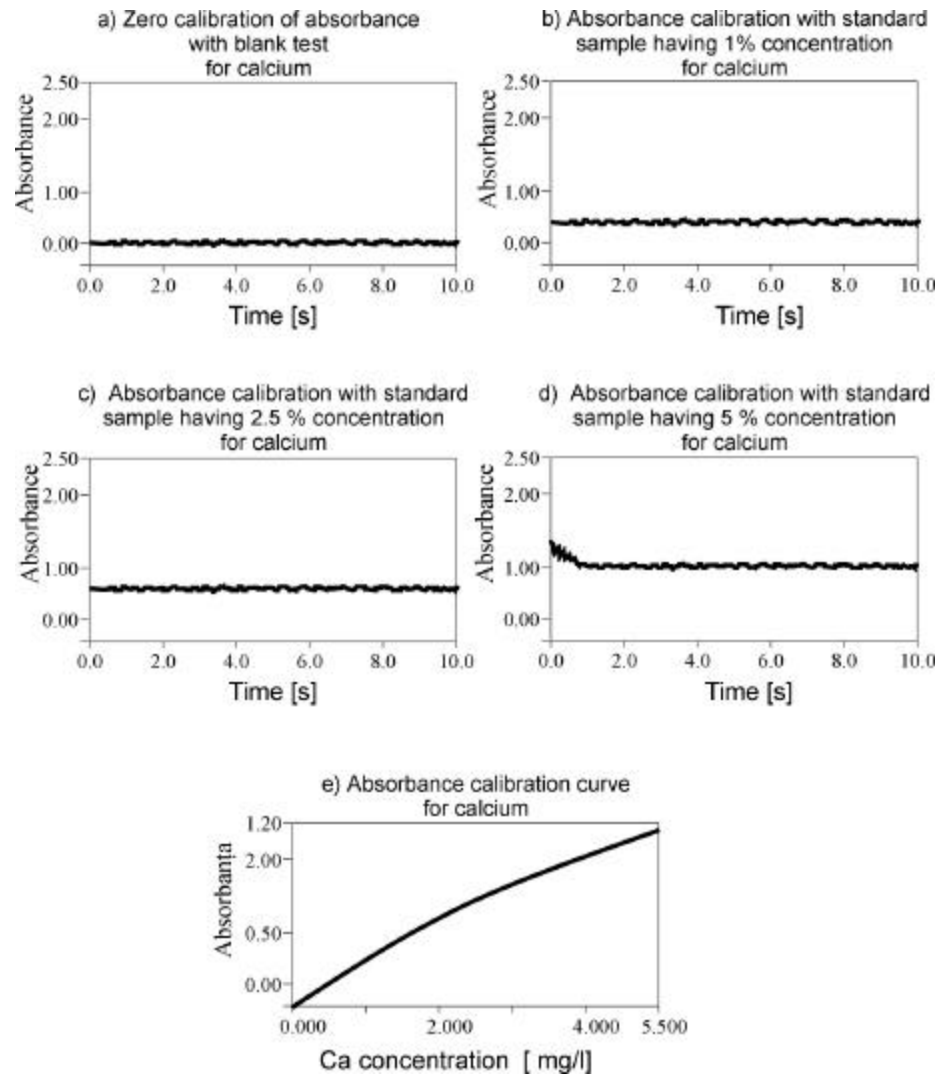 a) Zero calibration of absorbance
with blank test
for calcium
2.50
2.00
1.00
0.00
Absorbance
0.0 2.0 4.0 6.0 8.0 10.0
Time [s]
b) Absorbance calibration with standard
sample having 1% concentration
for calcium
2.50
2.00
1.00
0.00
Absorbance
0.0 2.0 4.0 6.0 8.0 10.0
Time [s]
c) Absorbance calibration with standard
sample having 2.5 % concentration
for calcium
2.50
2.00
1.00
0.00
Absorbance
0.0 2.0 4.0 6.0 8.0 10.0
Time [s]
d) Absorbance calibration with standard
sample having 5 % concentration
for calcium
2.50
2.00
1.00
0.00
Absorbance
0.0 2.0 4.0 6.0 8.0 10.0
Time [s]
e) Absorbance calibration curve
for calcium
1.20
2.00
0.50
0.00
Absorbanța
0.000 2.000 4.000 5.500
Ca concentration [ mg/l]